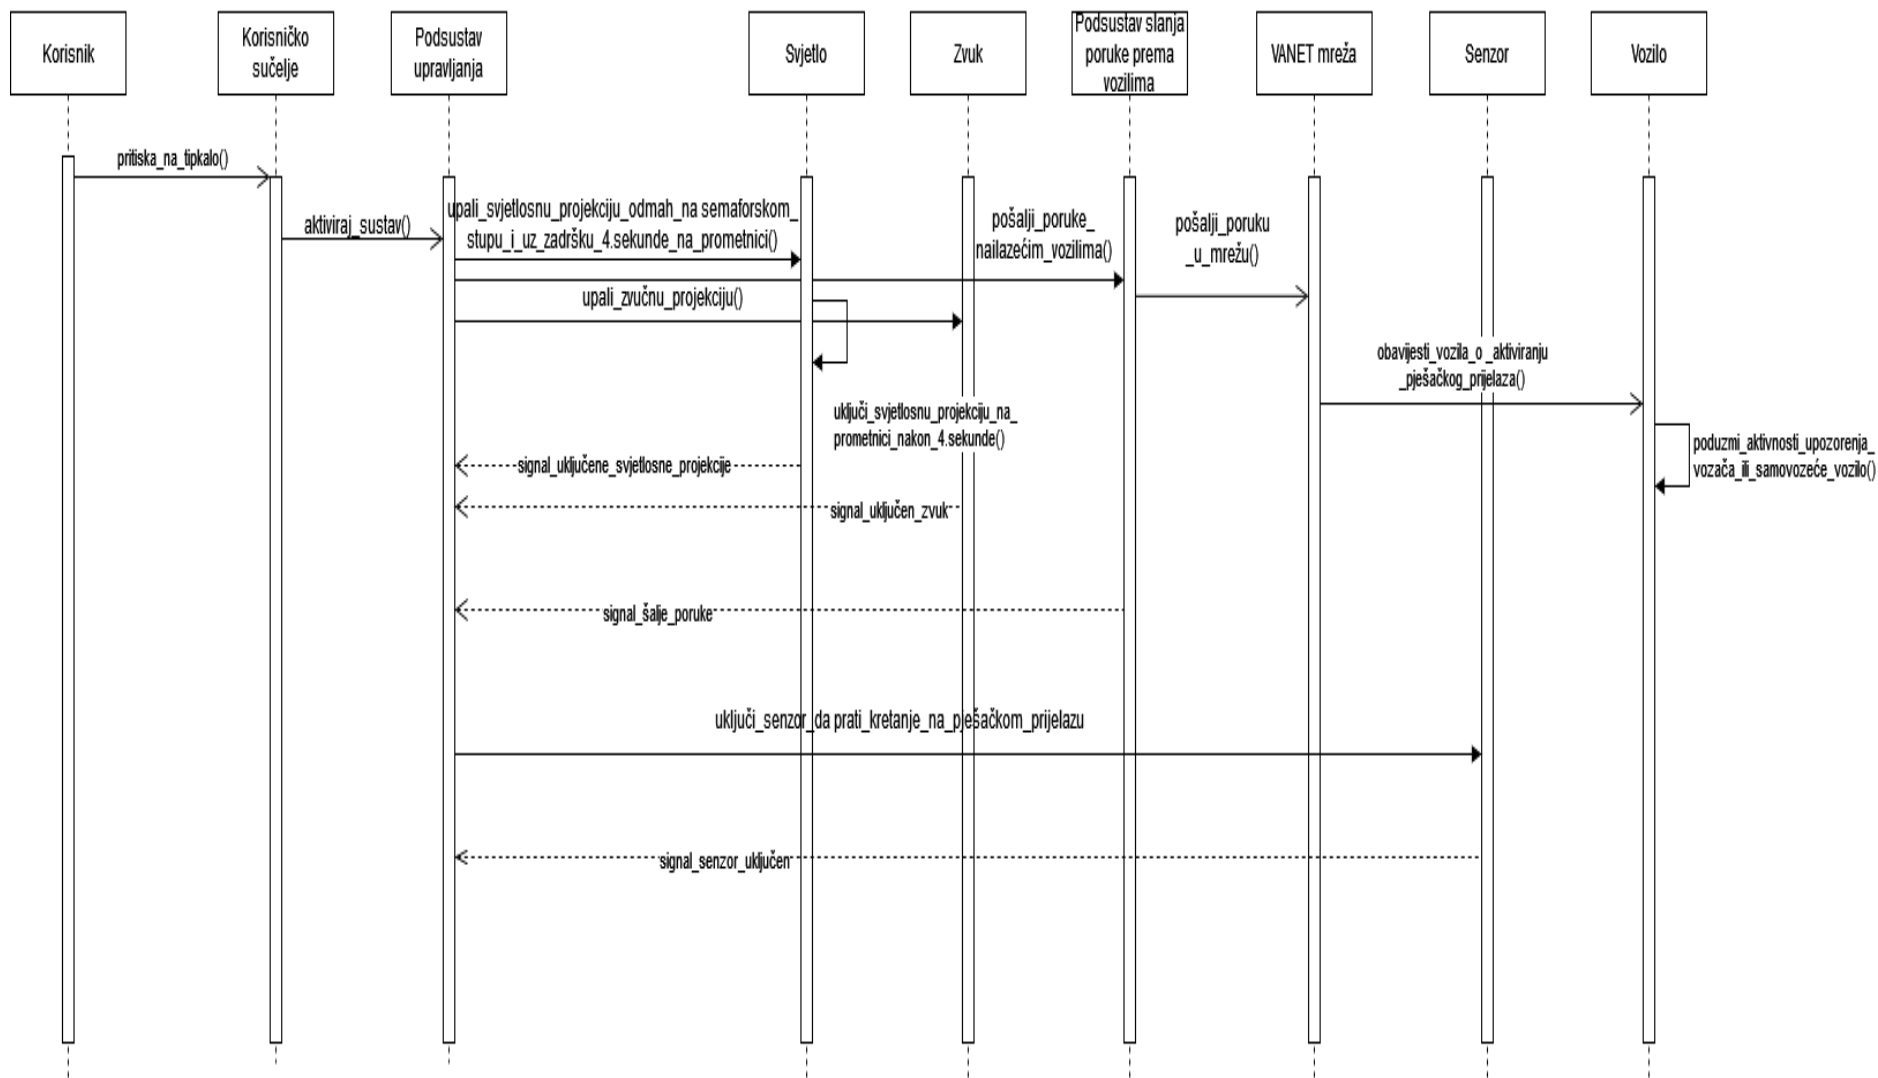 Korisnik
Korisničko
sučelje
Podsustav
upravljanja
Svjetlo
Zvuk
Podsustav slanja
poruke prema
vozilima
VANET mreža
Senzor
Vozilo
pritiska_na_tipkalo()
aktiviraj_sustav()
upali_svjetlosnu_projekciju_odmah_na semaforskom_
stupu_i_uz_zadršku_4.sekunde_na_prometnici()
pošalji_poruke_
nailazećim_vozilima()
pošalji_poruku
_u_mrežu()
upali_zvučnu_projekciju()
obavijesti_vozila_o _aktiviranju
_pješačkog_prijelaza()
uključi_svjetlosnu_projekciju_na_
prometnici_nakon_4.sekunde()
poduzmi_aktivnosti_upozorenja_
vozača_ili_samovozeće_vozilo()
signal_uključene_svjetlosne_projekcije
signal_uključen_zvuk
signal_šalje_poruke
uključi_senzor_da prati_kretanje_na_pješačkom_prijelazu
signal_senzor_uključen